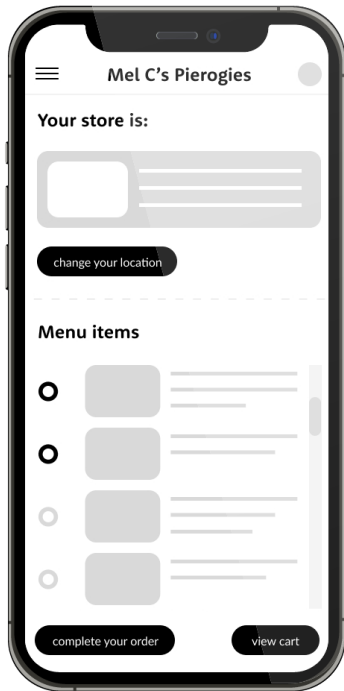 Mel C's Pierogies
Your store is:
change your location
Menu items
complete your order
view cart